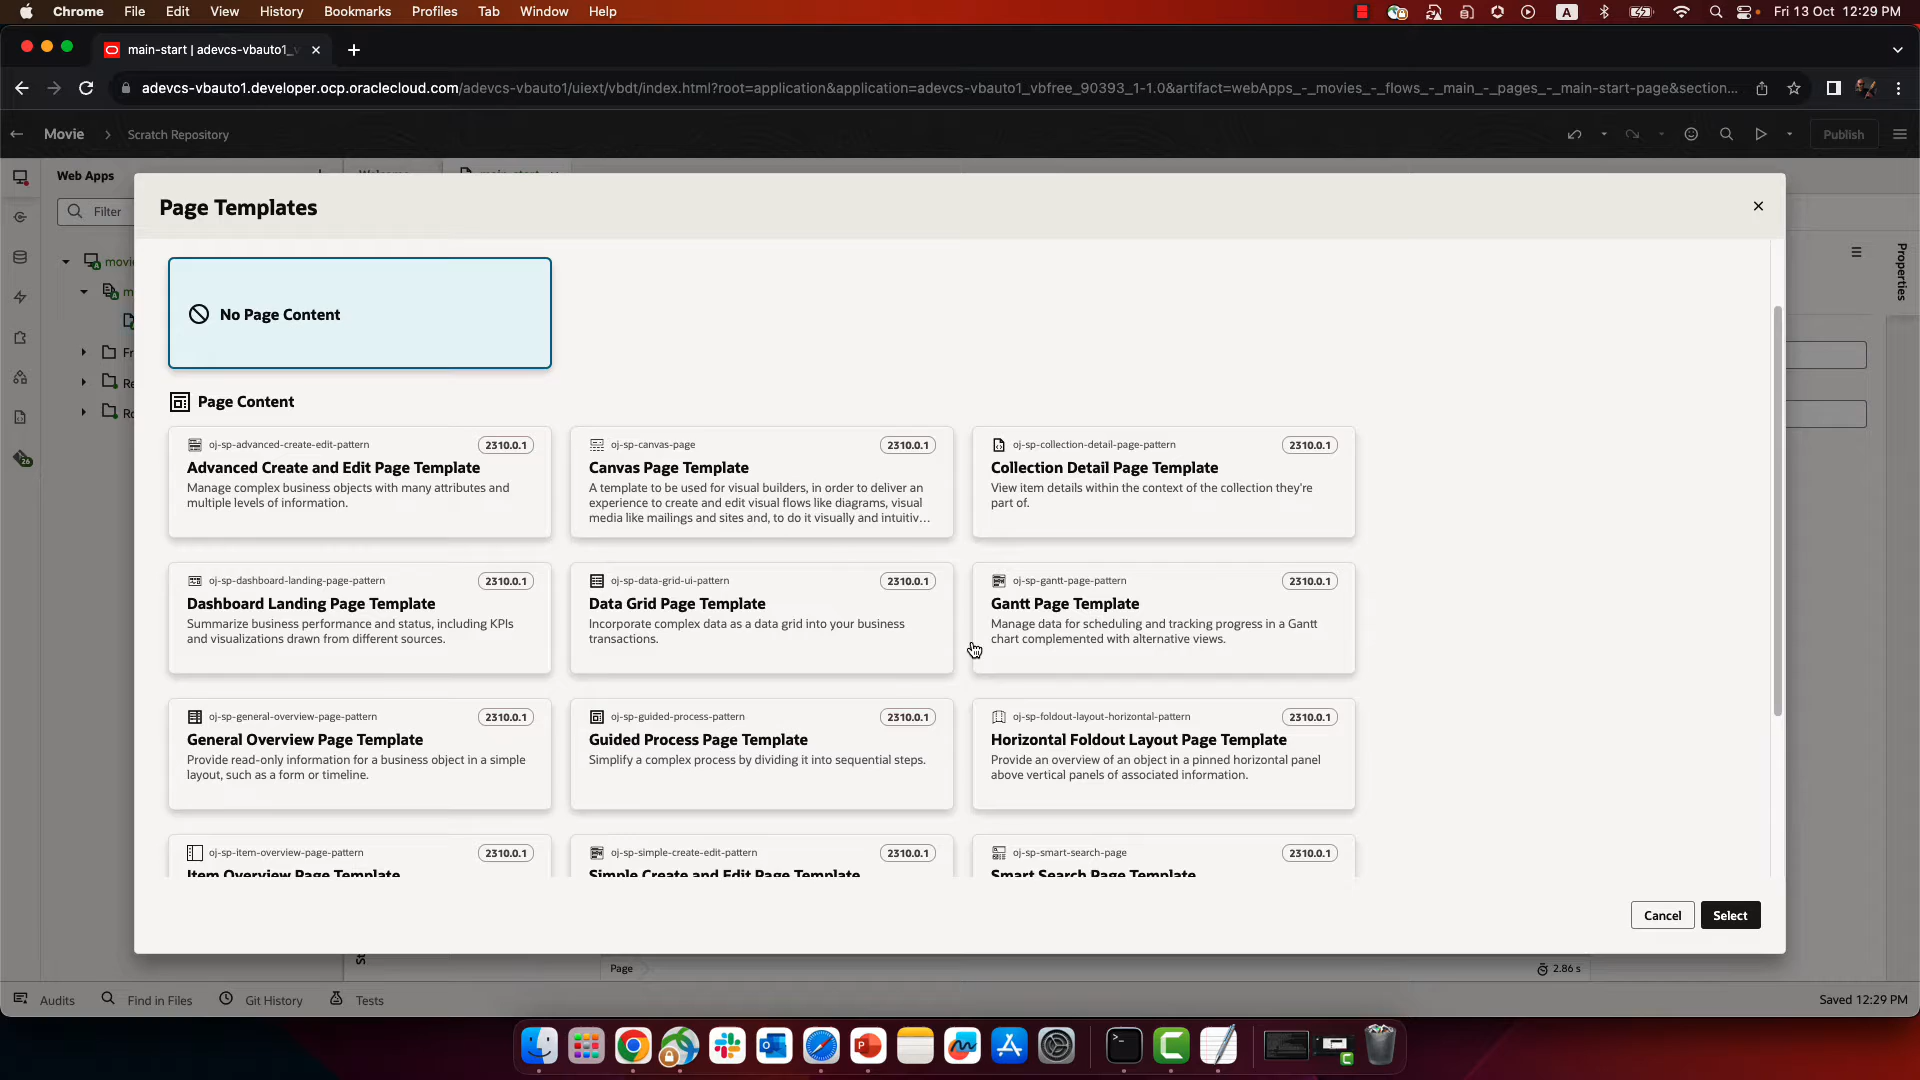 Chrome File Edit View History Bookmarks Profiles Tab Window Help
A
Fri 13 Oct 12:29 PM
main-start | adevcs-vbauto1_v
adevcs-vbauto1.developer.ocp.oraclecloud.com/adevcs-vbauto1/uiext/vbdt/index.html?root=application&application=adevcs-vbauto1_vbfree_90393_1-1.0&artifact=webApps_-_movies_-_flows_-_main_-_pages_-_main-start-page&section...
Movie
Scratch Repository
Publish
Web Apps
Filter
Properties
Page Templates
No Page Content
Page Content
oj-sp-advanced-create-edit-pattern 2310.0.1
Advanced Create and Edit Page Template
Manage complex business objects with many attributes and
multiple levels of information.
oj-sp-canvas-page 2310.0.1
Canvas Page Template
A template to be used for visual builders, in order to deliver an
experience to create and edit visual flows like diagrams, visual
media like mailings and sites and, to do it visually and intuitiv...
oj-sp-collection-detail-page-pattern 2310.0.1
Collection Detail Page Template
View item details within the context of the collection they're
part of.
oj-sp-dashboard-landing-page-pattern 2310.0.1
Dashboard Landing Page Template
Summarize business performance and status, including KPIs
and visualizations drawn from different sources.
oj-sp-data-grid-ui-pattern 2310.0.1
Data Grid Page Template
Incorporate complex data as a data grid into your business
transactions.
oj-sp-gantt-page-pattern 2310.0.1
Gantt Page Template
Manage data for scheduling and tracking progress in a Gantt
chart complemented with alternative views.
oj-sp-general-overview-page-pattern 2310.0.1
General Overview Page Template
Provide read-only information for a business object in a simple
layout, such as a form or timeline.
oj-sp-guided-process-pattern 2310.0.1
Guided Process Page Template
Simplify a complex process by dividing it into sequential steps.
oj-sp-foldout-layout-horizontal-pattern 2310.0.1
Horizontal Foldout Layout Page Template
Provide an overview of an object in a pinned horizontal panel
above vertical panels of associated information.
oj-sp-item-overview-page-pattern 2310.0.1
Item Overview Page Template
oj-sp-simple-create-edit-pattern 2310.0.1
Simple Create and Edit Page Template
oj-sp-smart-search-page 2310.0.1
Smart Search Page Template
Cancel
Select
Page
2.86 s
Audits
Find in Files
Git History
Tests
Saved 12:29 PM